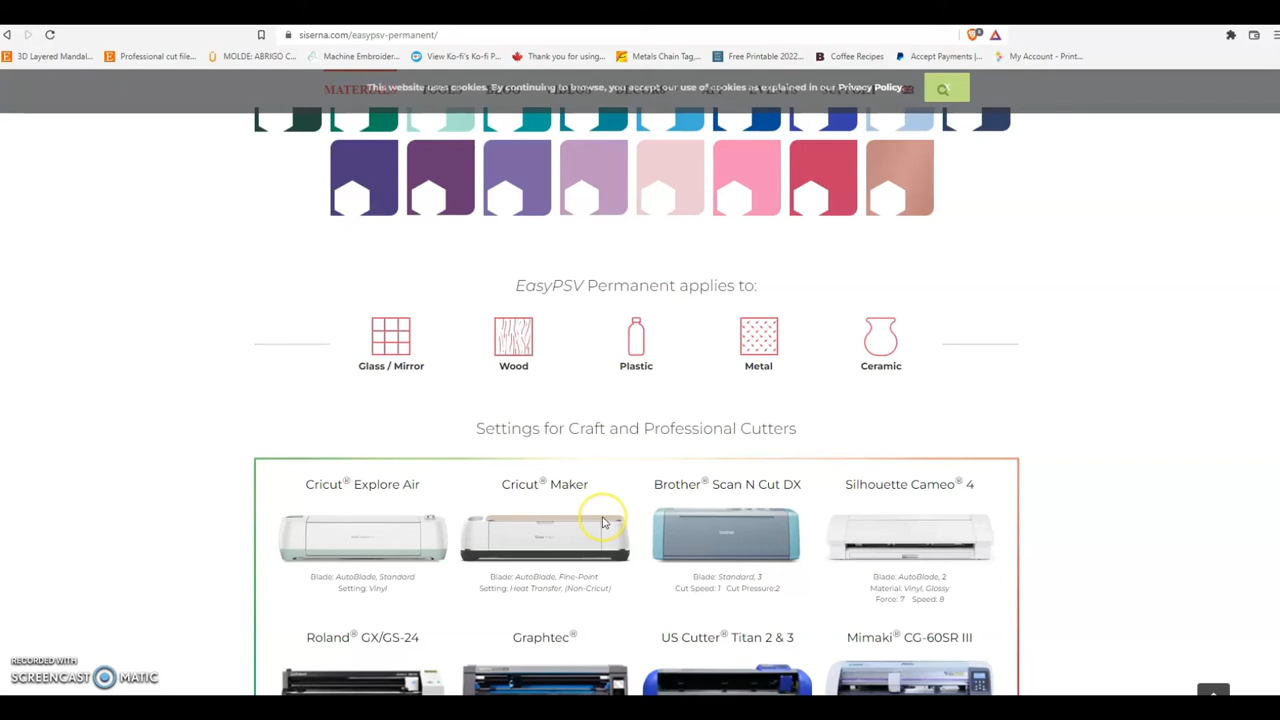 siserna.com/easypsv-permanent/
3D Layered Mandal...
Professional cut file...
MOLDE: ABRIGO C...
Machine Embroider...
View Ko-fi's Ko-fi P...
Thank you for using...
Metals Chain Tag,...
Free Printable 2022...
Coffee Recipes
Accept Payments |...
My Account - Print...
This website uses cookies. By continuing to browse, you accept our use of cookies as explained in our Privacy Policy.
EasyPSV Permanent applies to:
Glass / Mirror
Wood
Plastic
Metal
Ceramic
Settings for Craft and Professional Cutters
Cricut® Explore Air
Cricut® Maker
Brother® Scan N Cut DX
Silhouette Cameo® 4
Blade: AutoBlade, Standard
Setting: Vinyl
Blade: AutoBlade, Fine-Point
Setting: Heat Transfer, (Non-Cricut)
Blade: Standard, 3
Cut Speed: 1 Cut Pressure:2
Blade: AutoBlade, 2
Material: Vinyl, Glossy
Force: 7 Speed: 8
Roland® GX/GS-24
Graphtec®
US Cutter® Titan 2 & 3
Mimaki® CG-60SR III
RECORDED WITH
SCREENCAST MATIC